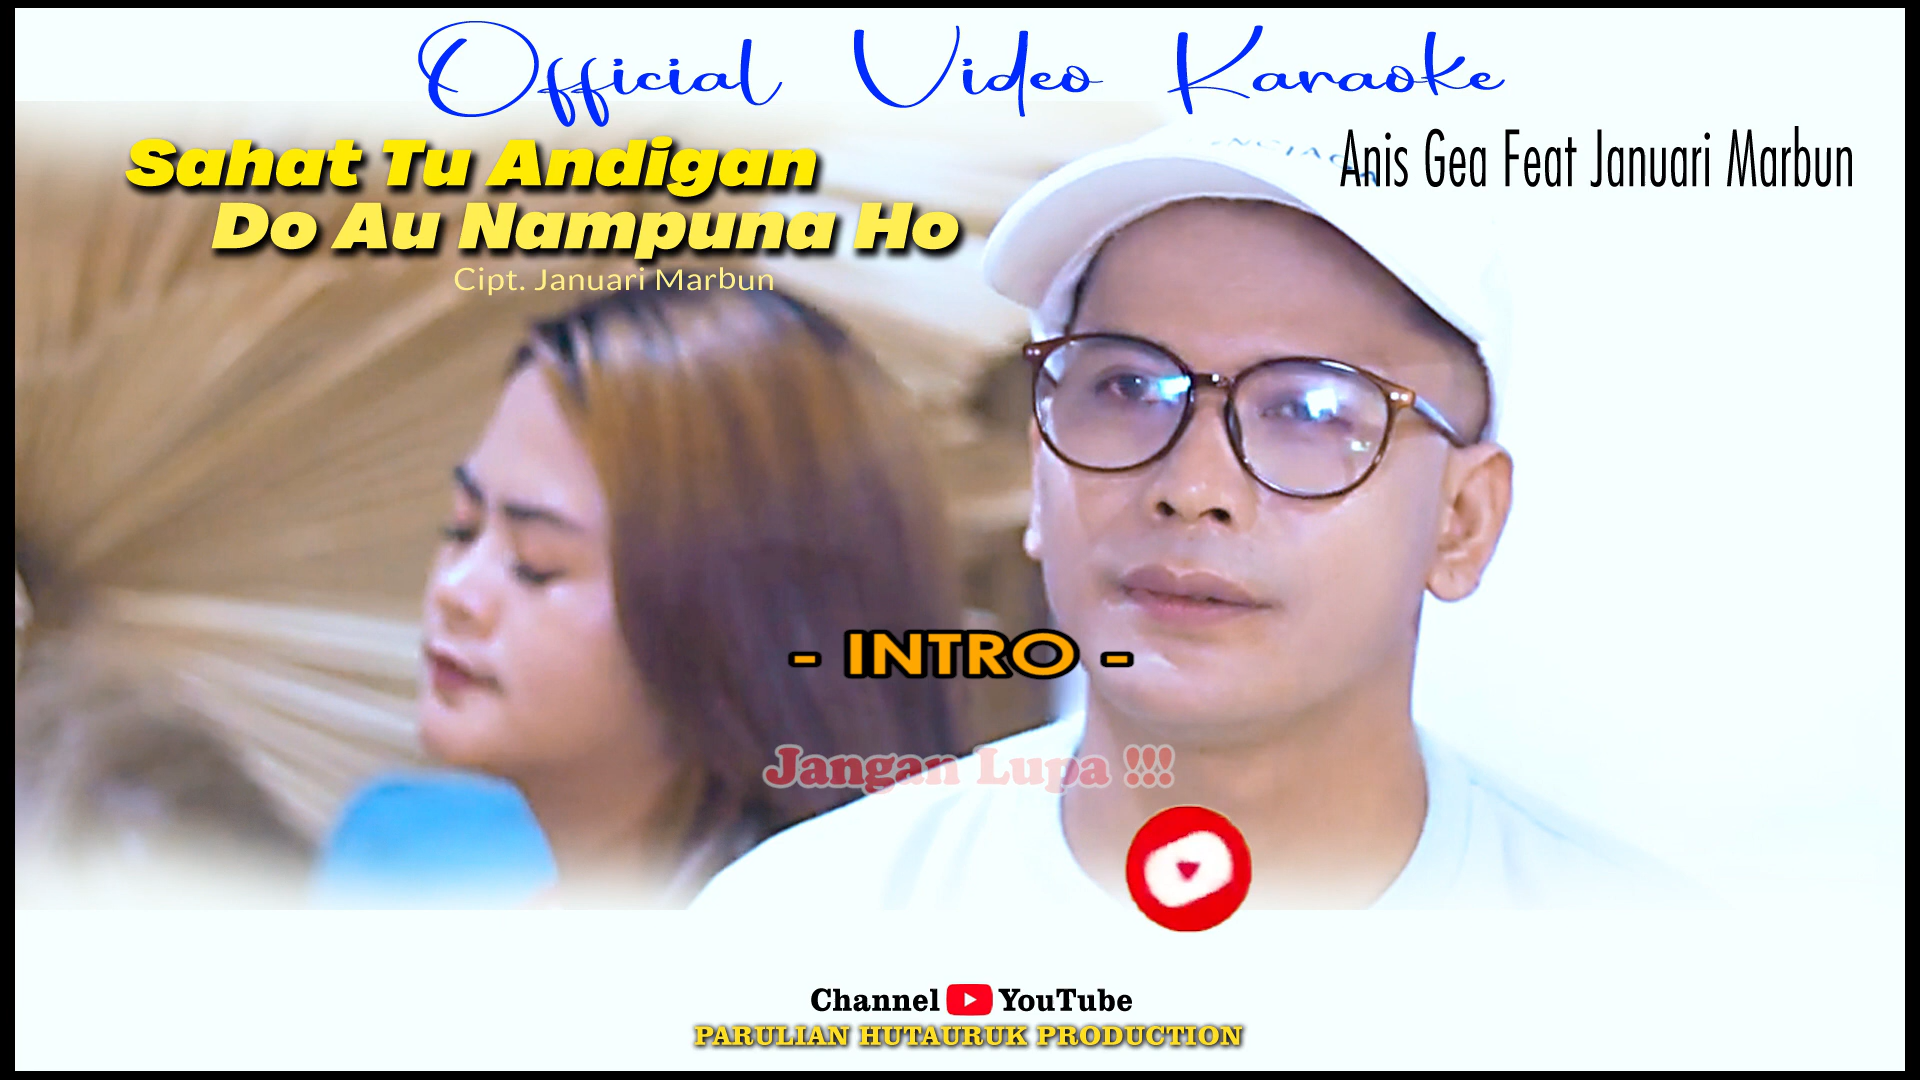 Official Video Karaoke
Sahat Tu Andigan
Do Au Nampuna Ho
Cipt. Januari Marbun
Anis Gea Feat Januari Marbun
- INTRO -
Jangan Lupa !!!
Channel YouTube
PARULIAN HUTAURUK PRODUCTION